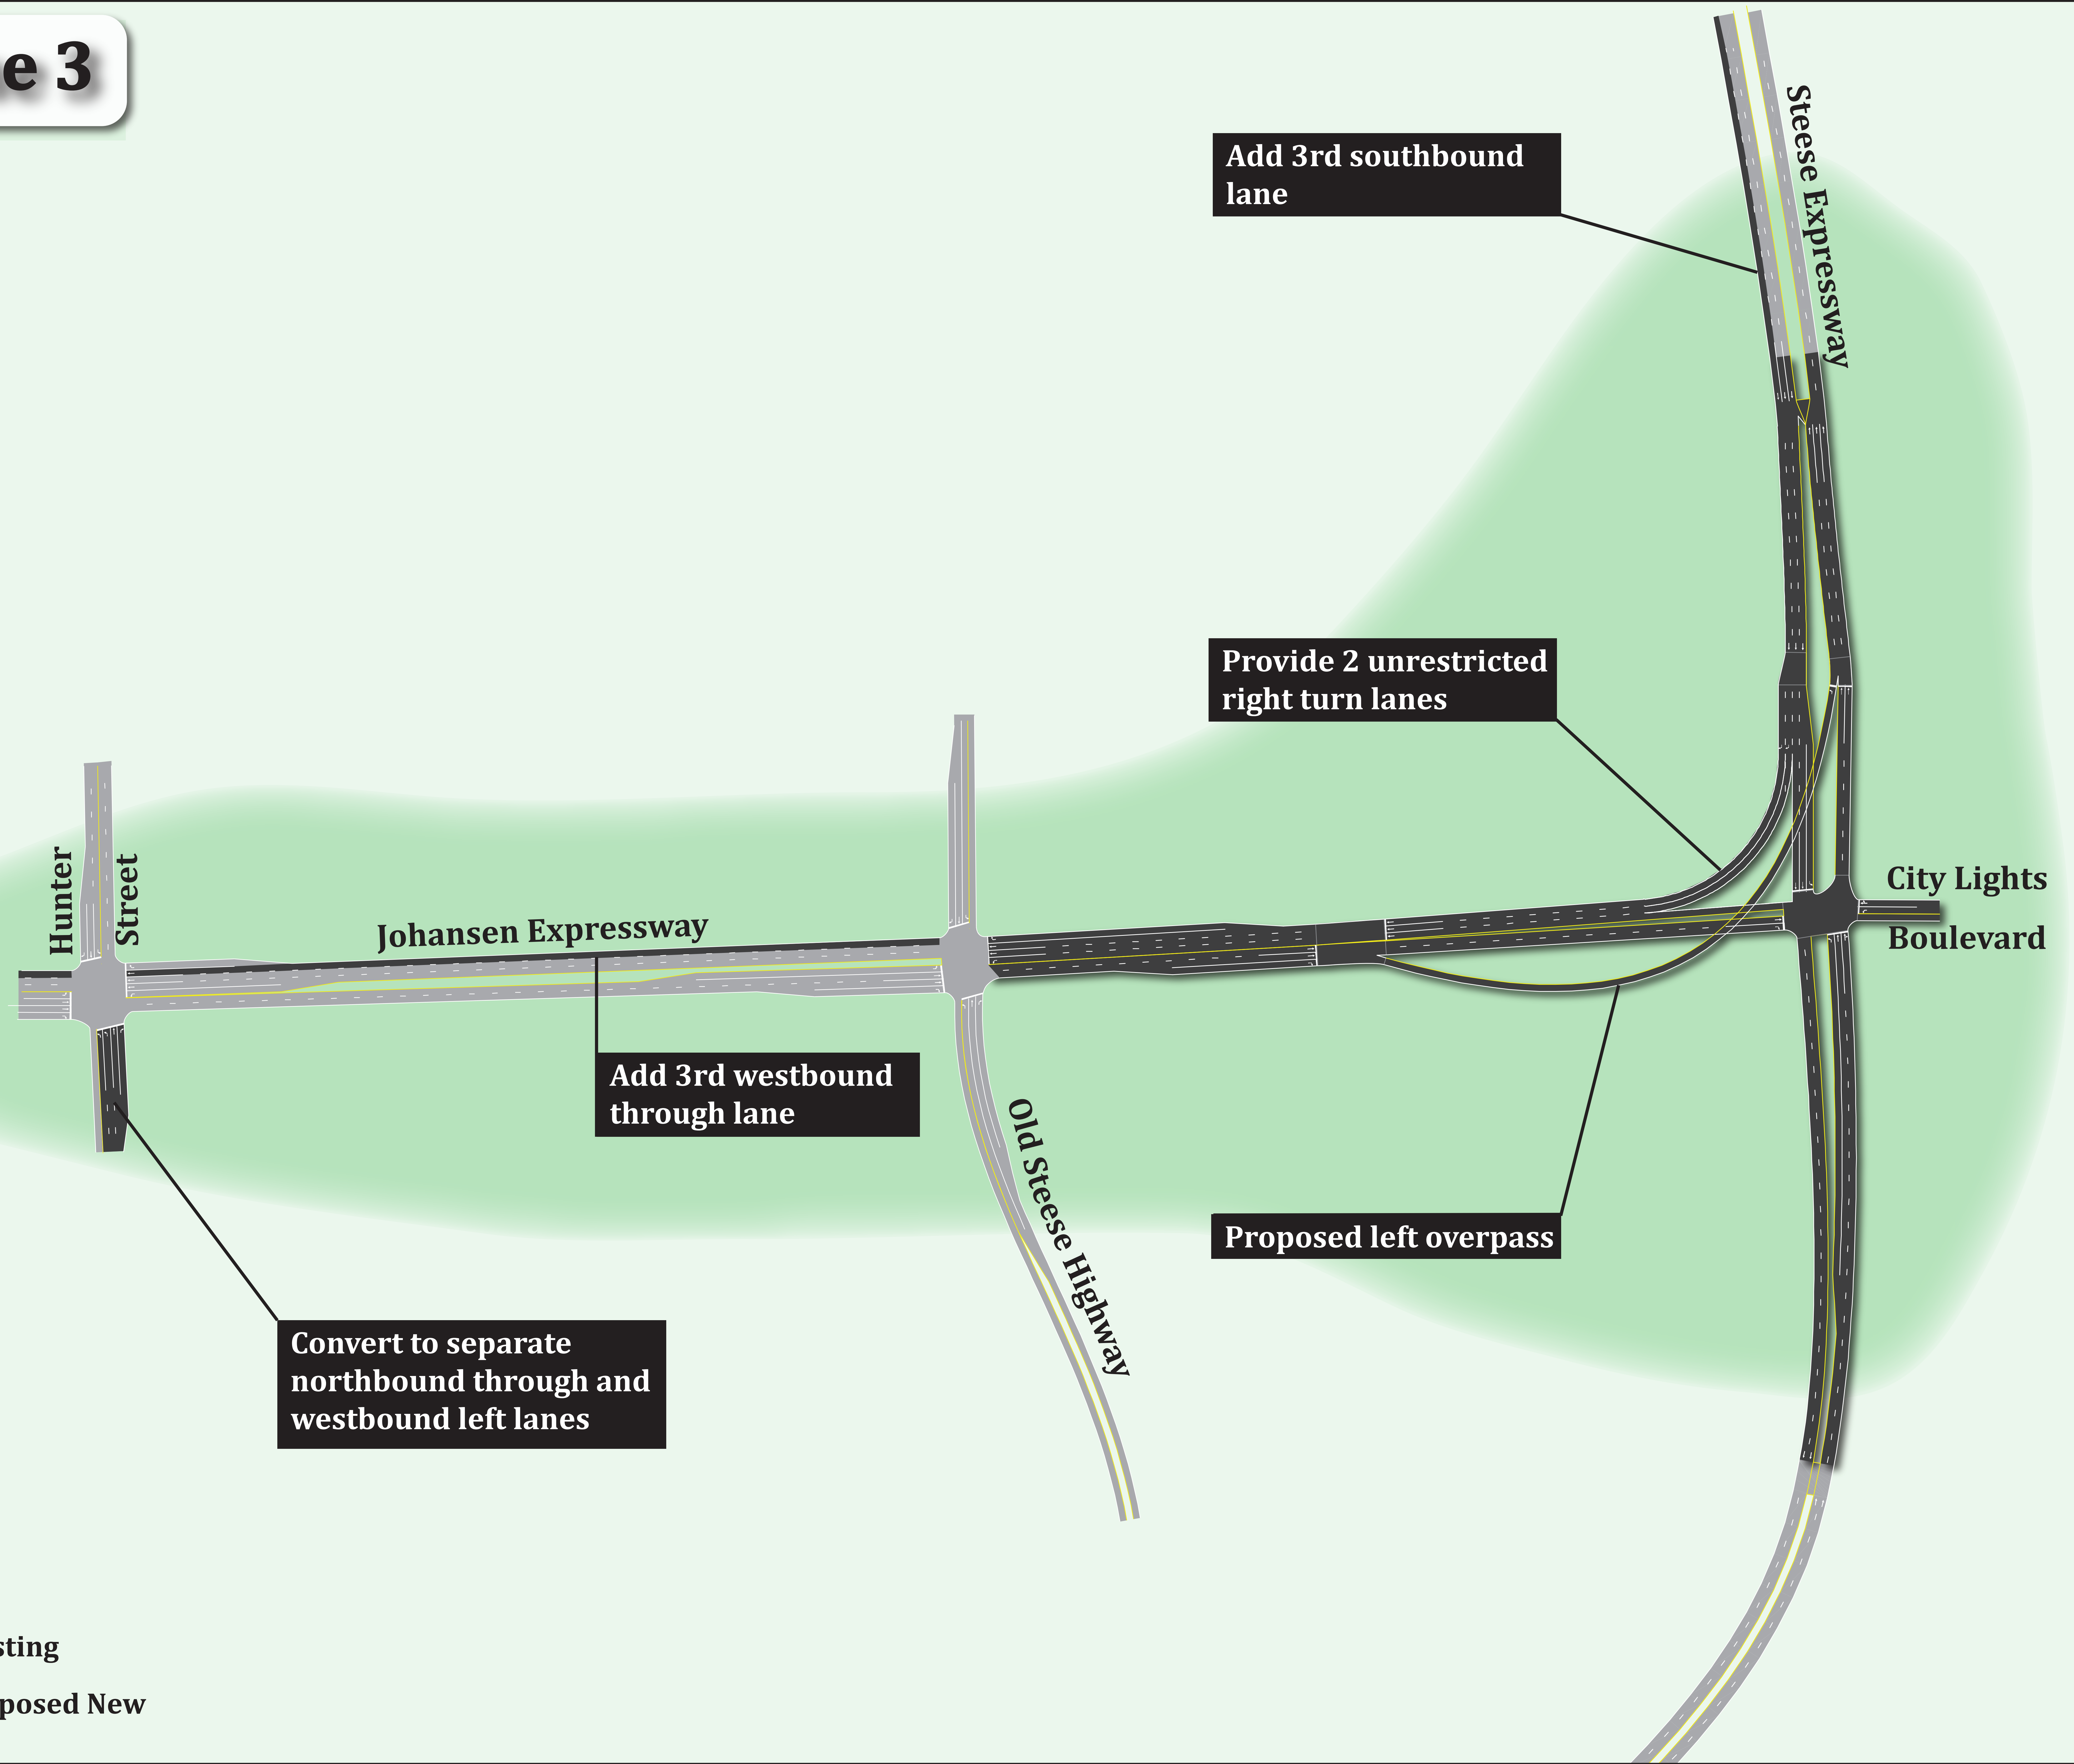 e 3
Add 3rd southbound
lane
Steese Expressway
Provide 2 unrestricted
right turn lanes
Hunter
Street
Johansen Expressway
City Lights
Boulevard
Add 3rd westbound
through lane
Old Steese Highway
Proposed left overpass
Convert to separate
northbound through and
westbound left lanes
sting
posed New